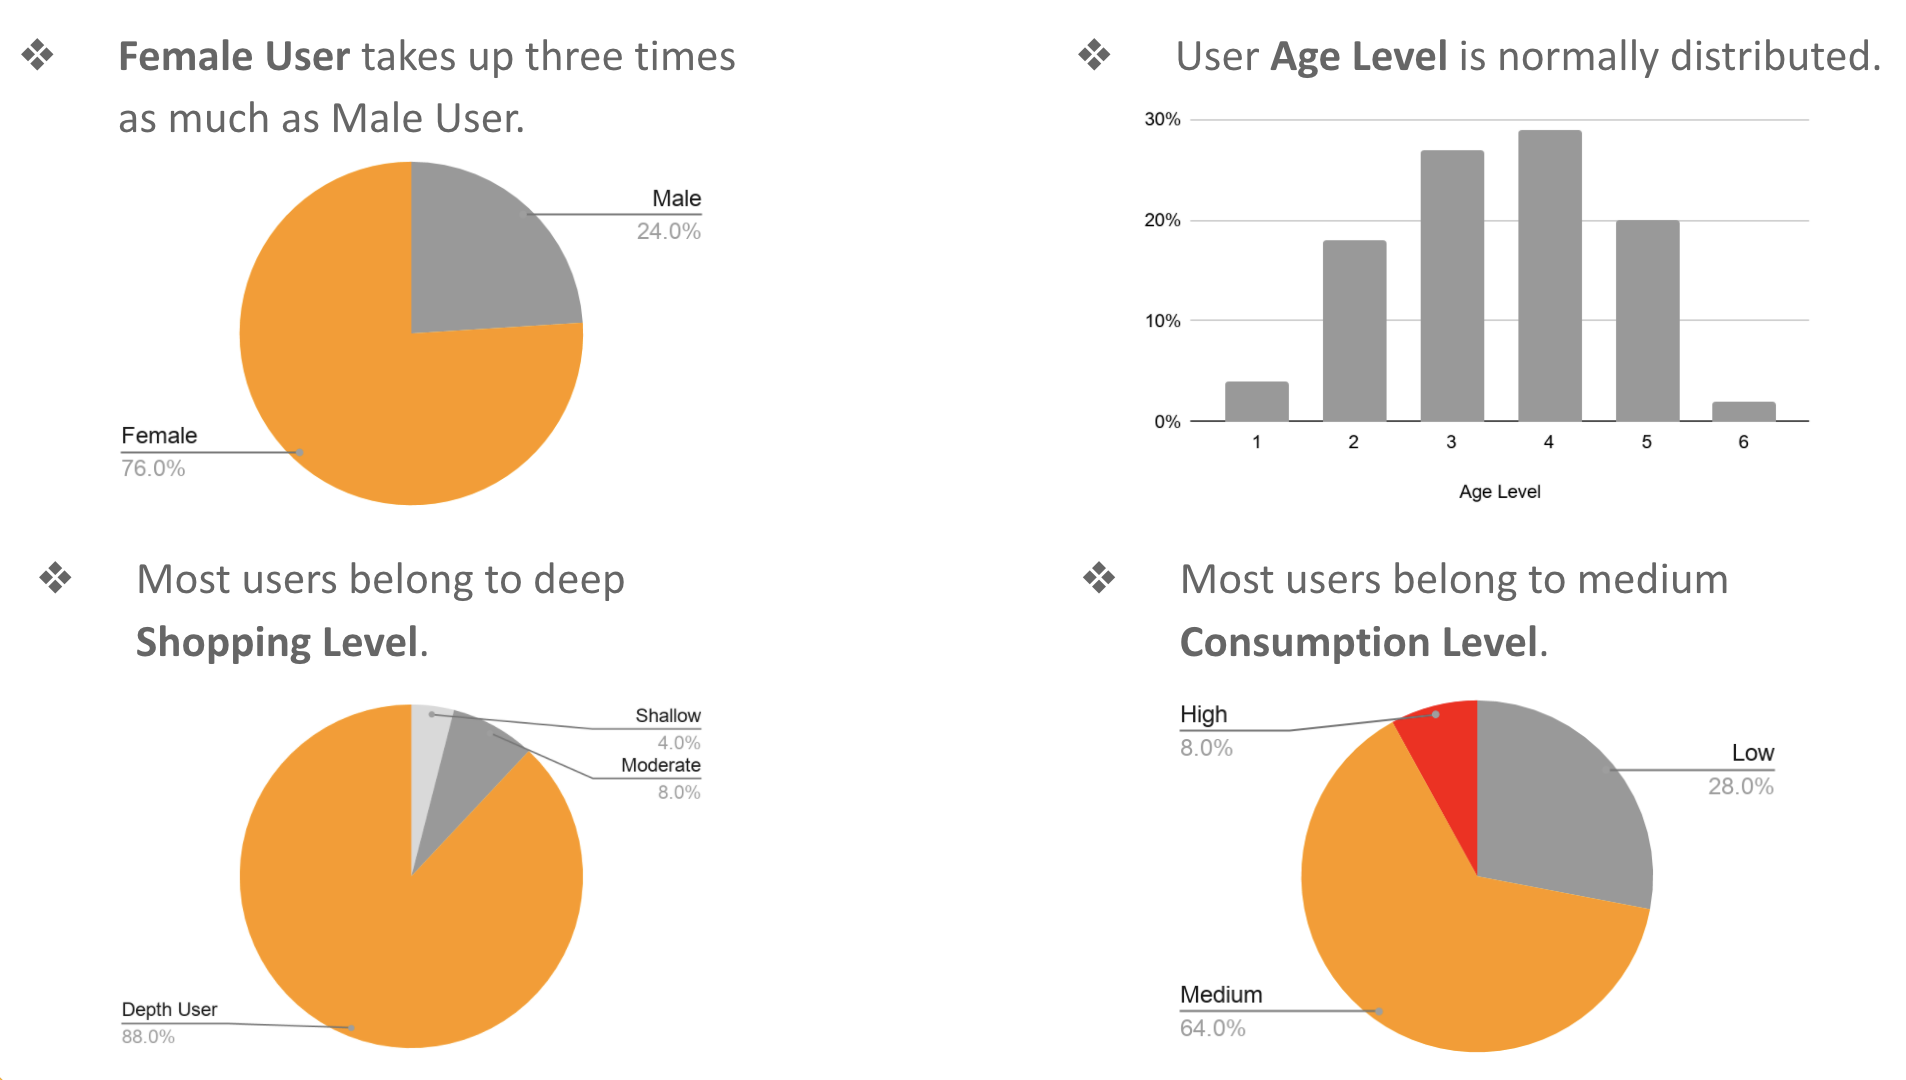 ❖ Female User takes up three times
as much as Male User.
Male
24.0%
Female
76.0%
❖ User Age Level is normally distributed.
30%
20%
10%
0%
1 2 3 4 5 6
Age Level
❖ Most users belong to deep
Shopping Level.
Shallow
4.0%
Moderate
8.0%
Depth User
88.0%
❖ Most users belong to medium
Consumption Level.
High
8.0%
Low
28.0%
Medium
64.0%